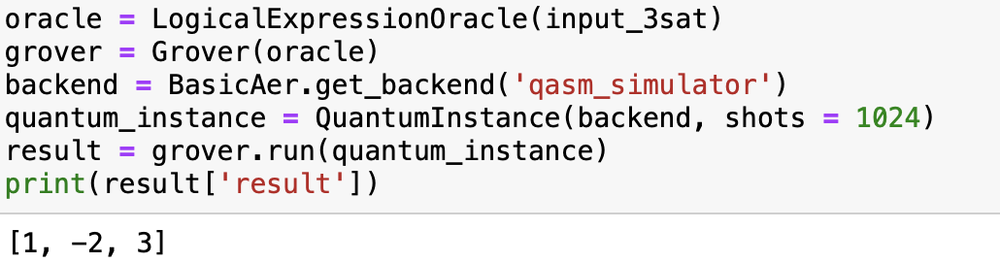 oracle = LogicalExpressionOracle(input_3sat)
grover = Grover(oracle)
backend = BasicAer.get_backend('qasm_simulator')
quantum_instance = QuantumInstance(backend, shots = 1024)
result = grover.run(quantum_instance)
print(result['result'])
[1, -2, 3]